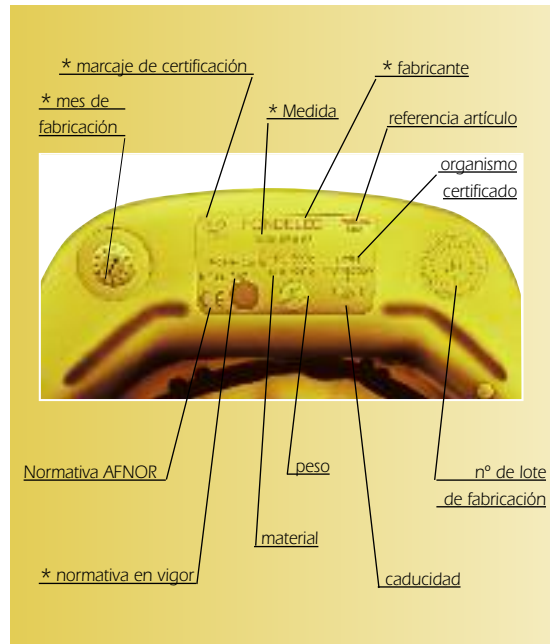 * marcaje de certificación
* fabricante
* mes de
fabricación
* Medida
referencia artículo
organismo
certificado
CE
Normativa AFNOR
peso
nº de lote
de fabricación
material
* normativa en vigor
caducidad